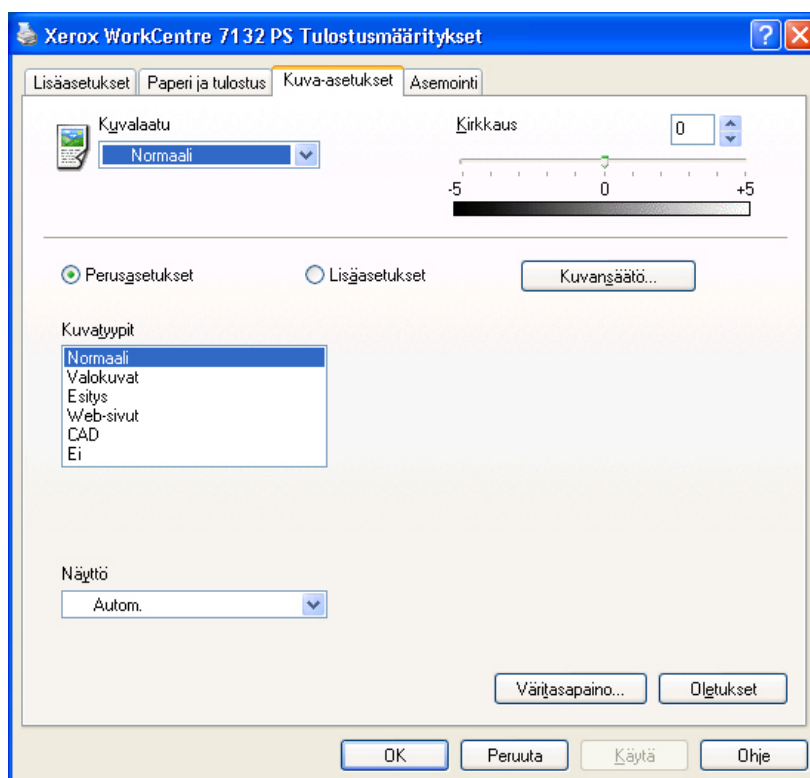 Xerox WorkCentre 7132 PS Tulostusmääritykset
Lisäasetukset Paperi ja tulostus Kuva-asetukset Asemointi
Kuvalaatu Kirkkaus 0
Normaali
-5 0 +5
Perusasetukset Lisäasetukset Kuvansäätö...
Kuvatyypit
Normaali
Valokuvat
Esitys
Web-sivut
CAD
Ei
Näyttö
Autom.
Väritasapaino... Oletukset
OK Peruuta Käytä Ohje